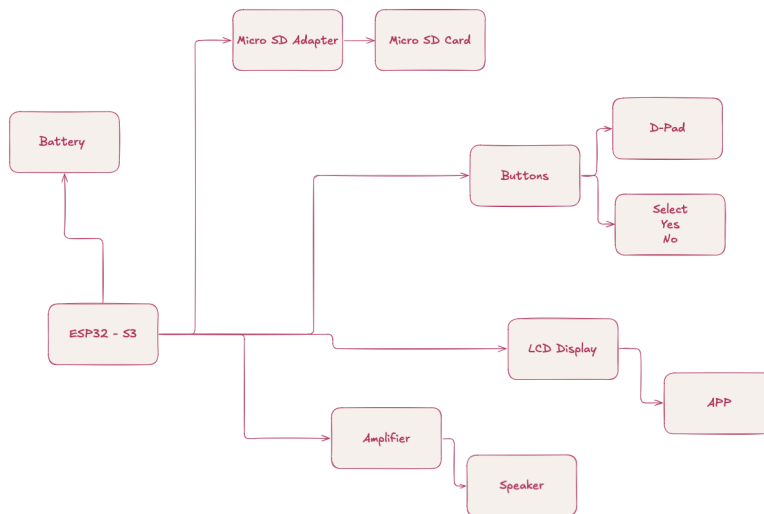 Micro SD Adapter
Micro SD Card
Battery
D-Pad
Buttons
Select
Yes
No
ESP32 - S3
LCD Display
APP
Amplifier
Speaker